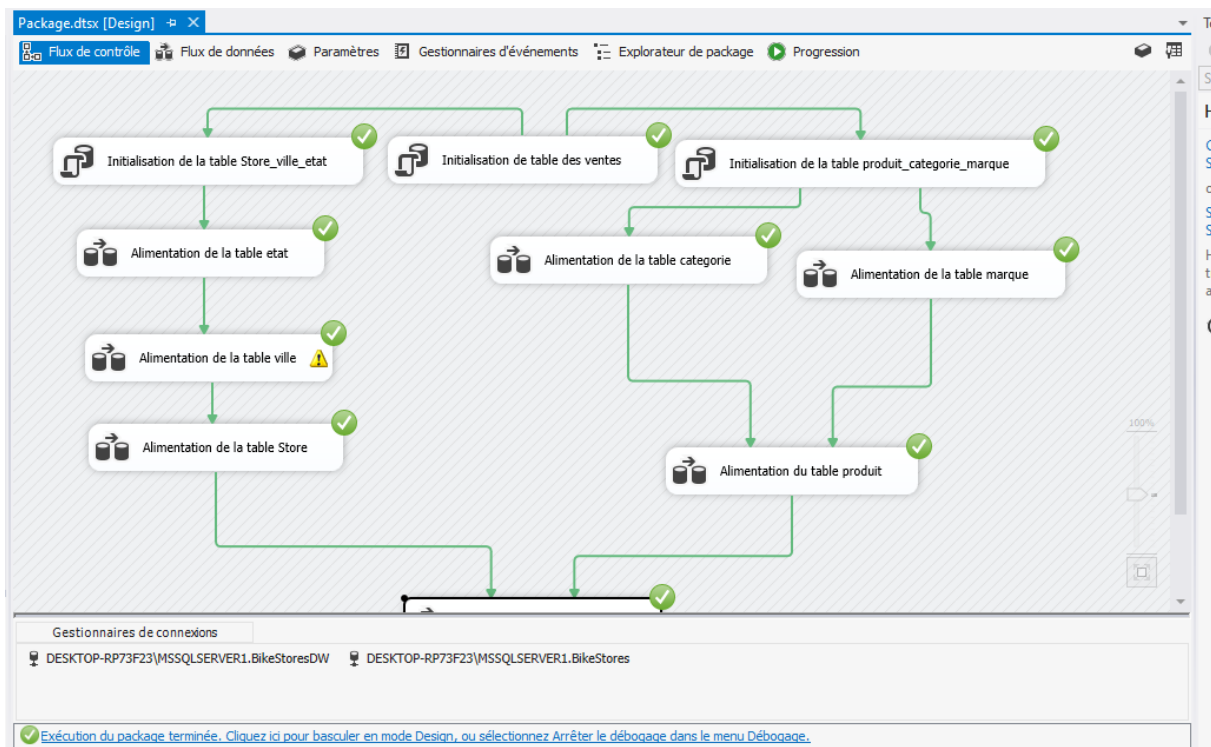 Package.dtsx [Design]
Flux de contrôle
Flux de données
Paramètres
Gestionnaires d'événements
Explorateur de package
Progression
Initialisation de la table Store_ville_etat
Initialisation de table des ventes
Initialisation de la table produit_categorie_marque
Alimentation de la table etat
Alimentation de la table categorie
Alimentation de la table marque
Alimentation de la table ville
Alimentation de la table Store
Alimentation du table produit
100%
Gestionnaires de connexions
DESKTOP-RP73F23\MSSQLSERVER1.BikeStoresDW
DESKTOP-RP73F23\MSSQLSERVER1.BikeStores
Exécution du package terminée. Cliquez ici pour basculer en mode Design, ou sélectionnez Arrêter le débogage dans le menu Débogage.